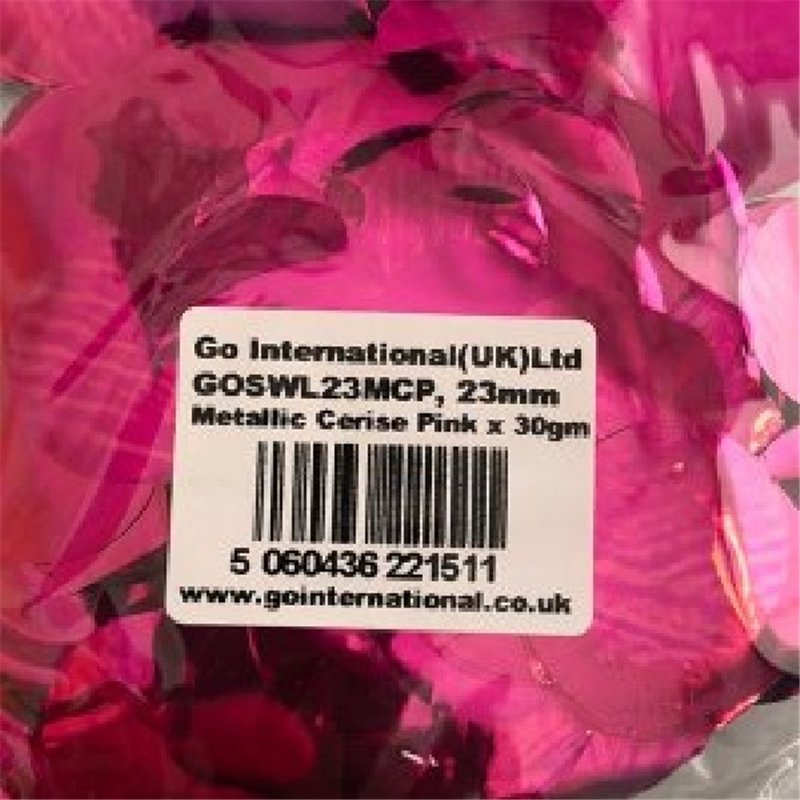 Go International(UK)Ltd
GOSWL23MCP, 23mm
Metallic Cerise Pink x 30gm
5 060436 221511
www.gointernational.co.uk